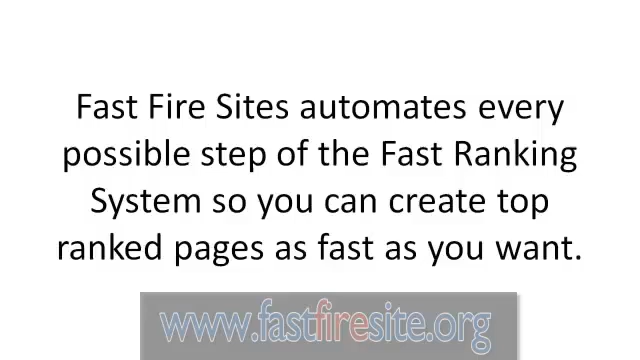 Fast Fire Sites automates every
possible step of the Fast Ranking
System so you can create top
ranked pages as fast as you want.
www.fastfiresite.org